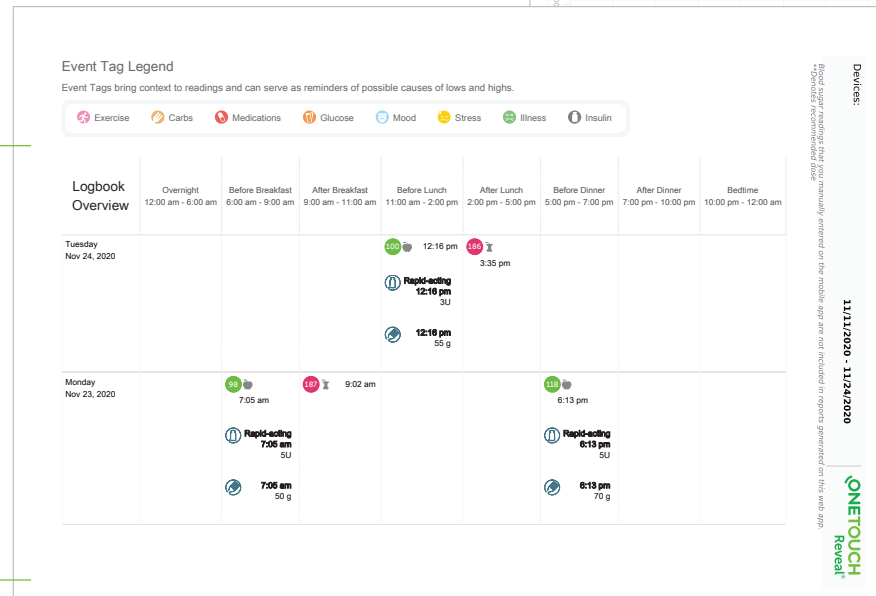 Event Tag Legend
Event Tags bring context to readings and can serve as reminders of possible causes of lows and highs.
Exercise Carbs Medications Glucose Mood Stress Illness Insulin
Logbook Overview
Overnight
12:00 am - 6:00 am
Before Breakfast
6:00 am - 9:00 am
After Breakfast
9:00 am - 11:00 am
Before Lunch
11:00 am - 2:00 pm
After Lunch
2:00 pm - 5:00 pm
Before Dinner
5:00 pm - 7:00 pm
After Dinner
7:00 pm - 10:00 pm
Bedtime
10:00 pm - 12:00 am
Tuesday
Nov 24, 2020
100 12:16 pm
Rapid-acting
12:16 pm
3U
12:16 pm
55 g
186
3:35 pm
Monday
Nov 23, 2020
98
7:05 am
Rapid-acting
7:05 am
5U
7:05 am
50 g
187 9:02 am
118
6:13 pm
Rapid-acting
6:13 pm
5U
6:13 pm
70 g
Devices:
Blood sugar readings that you manually entered on the mobile app are not included in reports generated on this web app.
**Denotes recommended dose
11/11/2020 - 11/24/2020
ONETOUCH
Reveal®